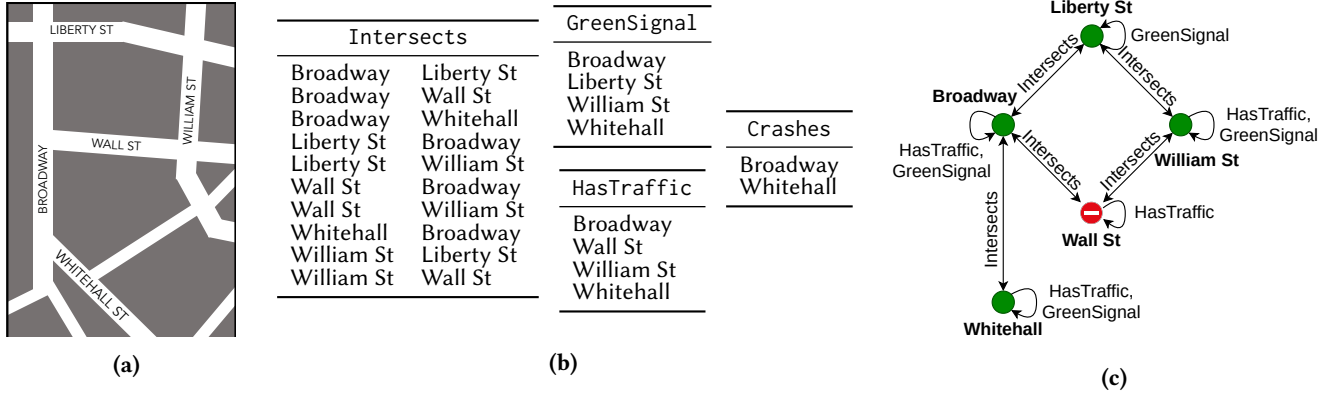 LIBERTY ST
WILLIAM ST
WALL ST
BROADWAY
WHITEHALL ST
(a)
Intersects
Broadway Liberty St
Broadway Wall St
Broadway Whitehall
Liberty St Broadway
Liberty St William St
Wall St Broadway
Wall St William St
Whitehall Broadway
William St Liberty St
William St Wall St
GreenSignal
Broadway
Liberty St
William St
Whitehall
HasTraffic
Broadway
Wall St
William St
Whitehall
Crashes
Broadway
Whitehall
(b)
Liberty St
GreenSignal
Intersects
Intersects
Broadway
HasTraffic,
GreenSignal
HasTraffic,
GreenSignal
William St
Intersects
Intersects
HasTraffic
Wall St
Intersects
HasTraffic,
GreenSignal
Whitehall
(c)